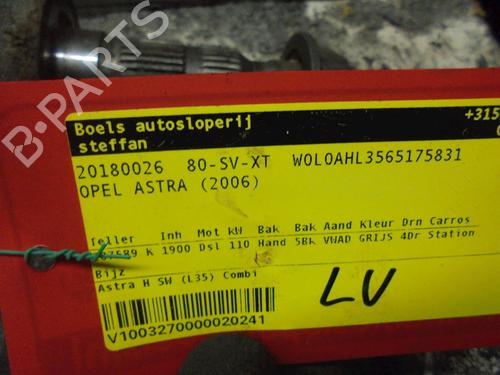 Boels autosloperij +315
steffan
20180026 80-SV-XT WOLOAHL3565175831
OPEL ASTRA (2006)
Teller Inh Mot kW Bak Bak Aand Kleur Drn Carros
K 1900 Dsl 110 Hand 5Bk VWAD GRIJS 4Dr Station
Bijz
Astra H SW (L35) Combi
LV
V1003270000020241
B-PARTS